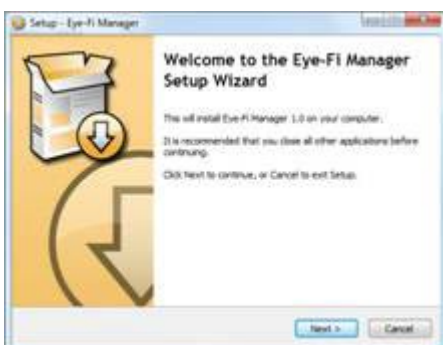 Setup - Eye-Fi Manager
Welcome to the Eye-Fi Manager
Setup Wizard
This will install Eye-Fi Manager 1.0 on your computer.
It is recommended that you close all other applications before
continuing.
Click Next to continue, or Cancel to exit Setup.
Next >
Cancel